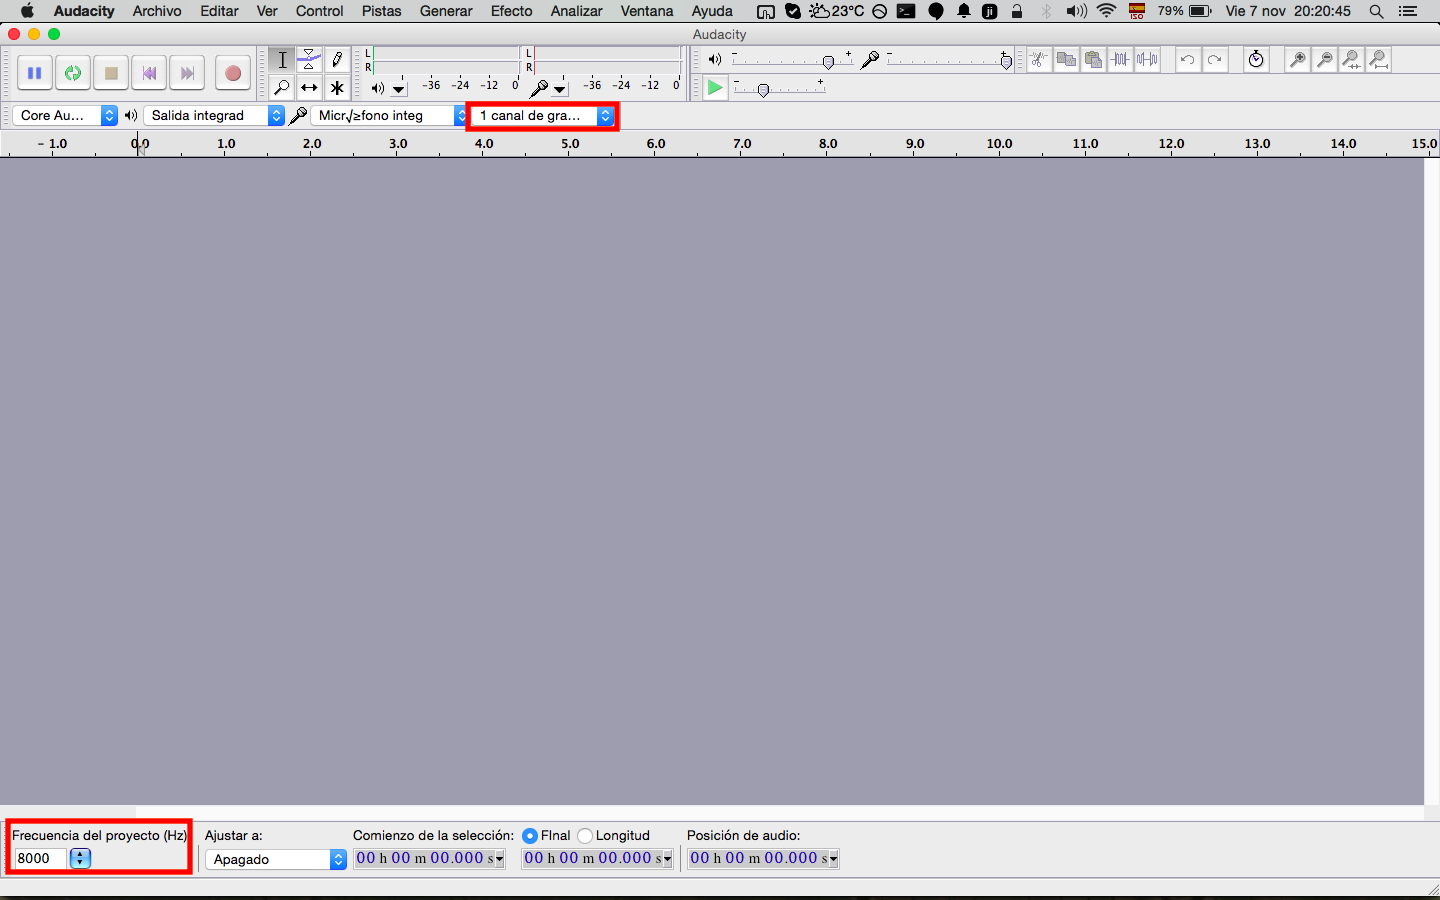 Audacity Archivo Editar Ver Control Pistas Generar Efecto Analizar Ventana Ayuda 23°C ji ISO 79% Vie 7 nov 20:20:45
Audacity
L R -36 -24 -12 0 L R -36 -24 -12 0 - + - + - +
Core Au... Salida integrad Micr√≥fono integ 1 canal de gra...
- 1.0 0.0 1.0 2.0 3.0 4.0 5.0 6.0 7.0 8.0 9.0 10.0 11.0 12.0 13.0 14.0 15.0
Frecuencia del proyecto (Hz) Ajustar a: Comienzo de la selección: FInal Longitud Posición de audio:
8000 Apagado 00 h 00 m 00.000 s 00 h 00 m 00.000 s 00 h 00 m 00.000 s